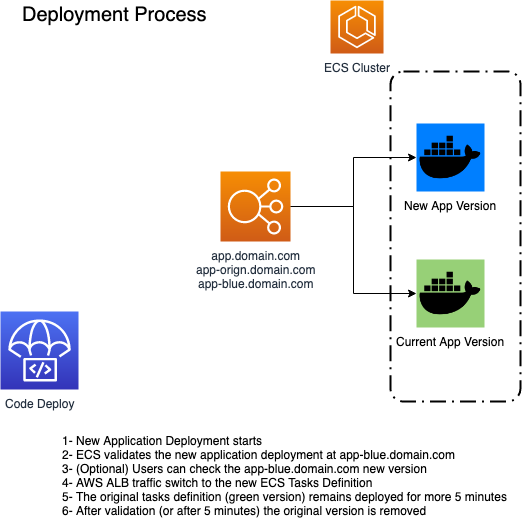 Deployment Process
ECS Cluster
New App Version
app.domain.com
app-orign.domain.com
app-blue.domain.com
Current App Version
Code Deploy
1- New Application Deployment starts
2- ECS validates the new application deployment at app-blue.domain.com
3- (Optional) Users can check the app-blue.domain.com new version
4- AWS ALB traffic switch to the new ECS Tasks Definition
5- The original tasks definition (green version) remains deployed for more 5 minutes
6- After validation (or after 5 minutes) the original version is removed